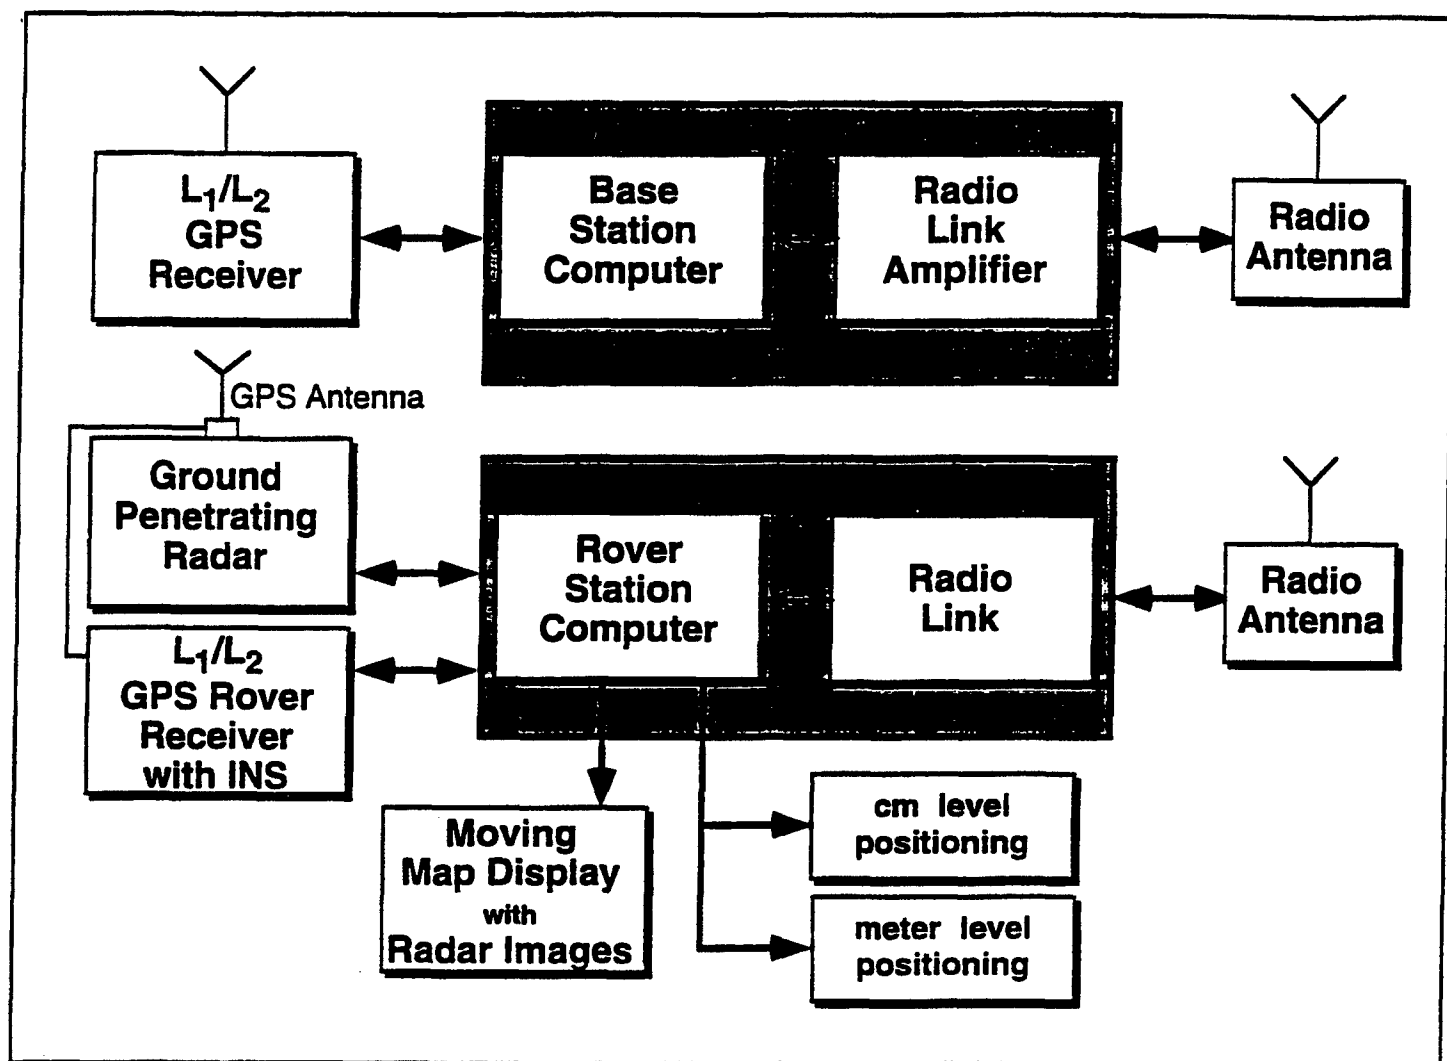 L1/L2
GPS
Receiver
Base
Station
Computer
Radio
Link
Amplifier
Radio
Antenna
GPS Antenna
Ground
Penetrating
Radar
L1/L2
GPS Rover
Receiver
with INS
Rover
Station
Computer
Radio
Link
Radio
Antenna
Moving
Map Display
with
Radar Images
cm level
positioning
meter level
positioning